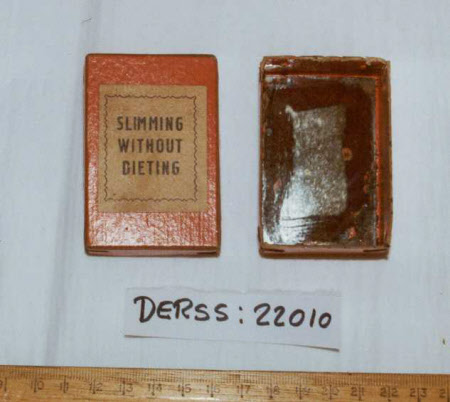 SLIMMING
WITHOUT
DIETING
DERSS: 22010